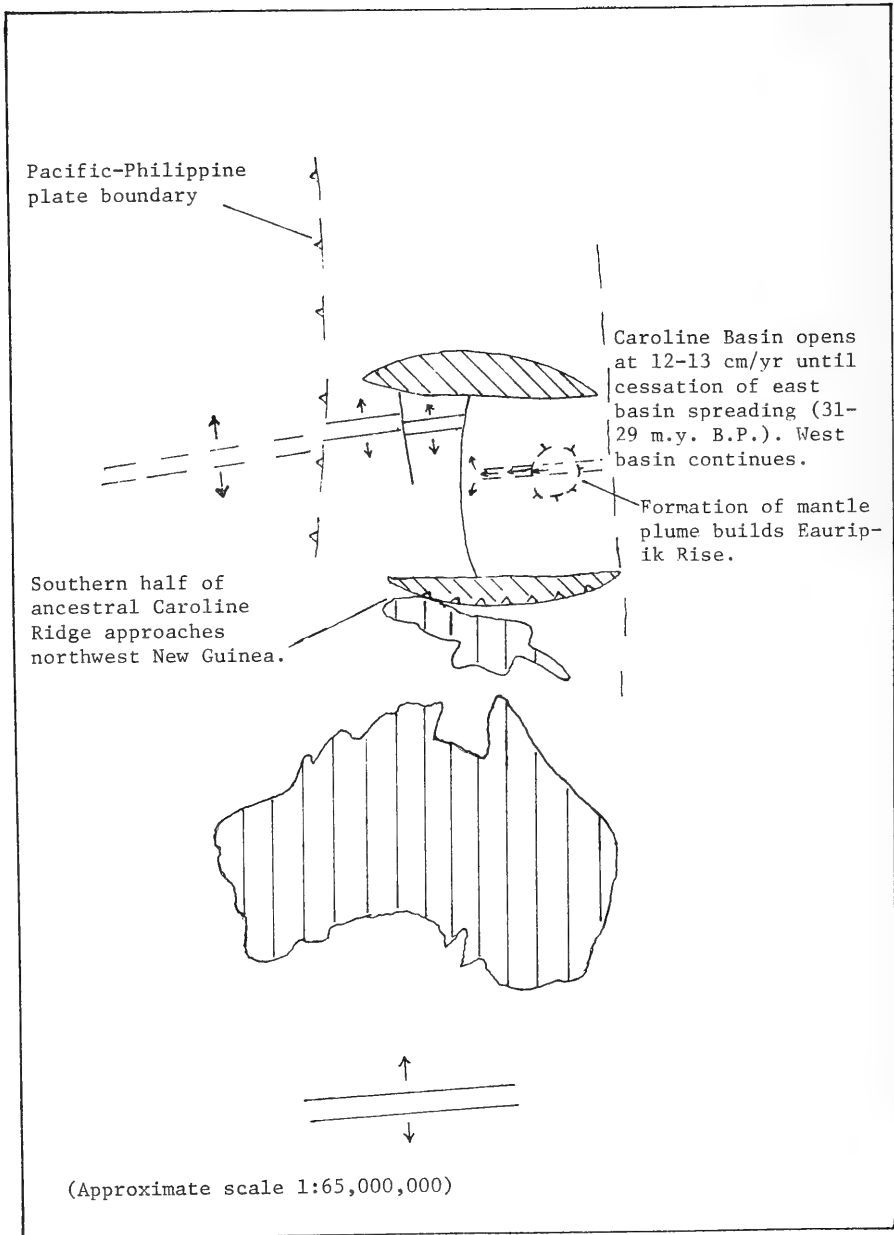 Pacific-Philippine
plate boundary
Caroline Basin opens
at 12-13 cm/yr until
cessation of east
basin spreading (31-
29 m.y. B.P.). West
basin continues.
Formation of mantle
plume builds Eaurip-
ik Rise.
Southern half of
ancestral Caroline
Ridge approaches
northwest New Guinea.
(Approximate scale 1:65,000,000)